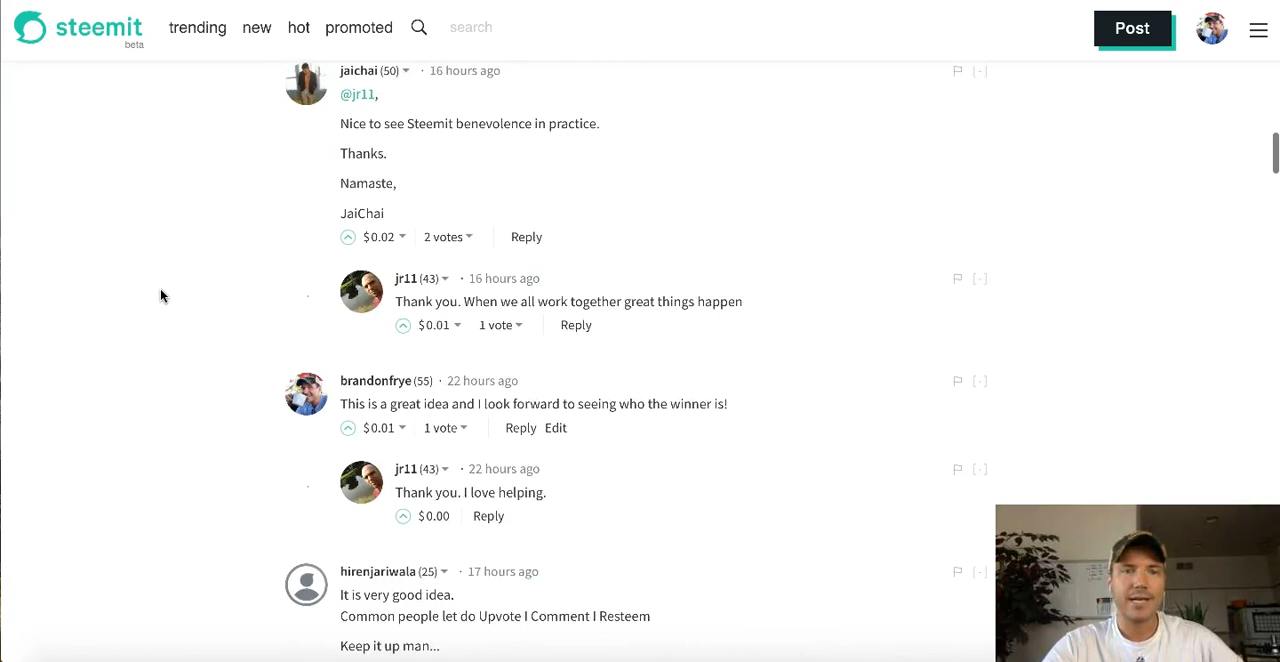 steemit
beta
trending new hot promoted search
Post
jaichai (50) · 16 hours ago
[-]
@jr11,
Nice to see Steemit benevolence in practice.
Thanks.
Namaste,
JaiChai
$0.02 2 votes Reply
jr11 (43) · 16 hours ago
[-]
Thank you. When we all work together great things happen
$0.01 1 vote Reply
brandonfrye (55) · 22 hours ago
[-]
This is a great idea and I look forward to seeing who the winner is!
$0.01 1 vote Reply Edit
jr11 (43) · 22 hours ago
[-]
Thank you. I love helping.
$0.00 Reply
hirenjariwala (25) · 17 hours ago
[-]
It is very good idea.
Common people let do Upvote I Comment I Resteem
Keep it up man...